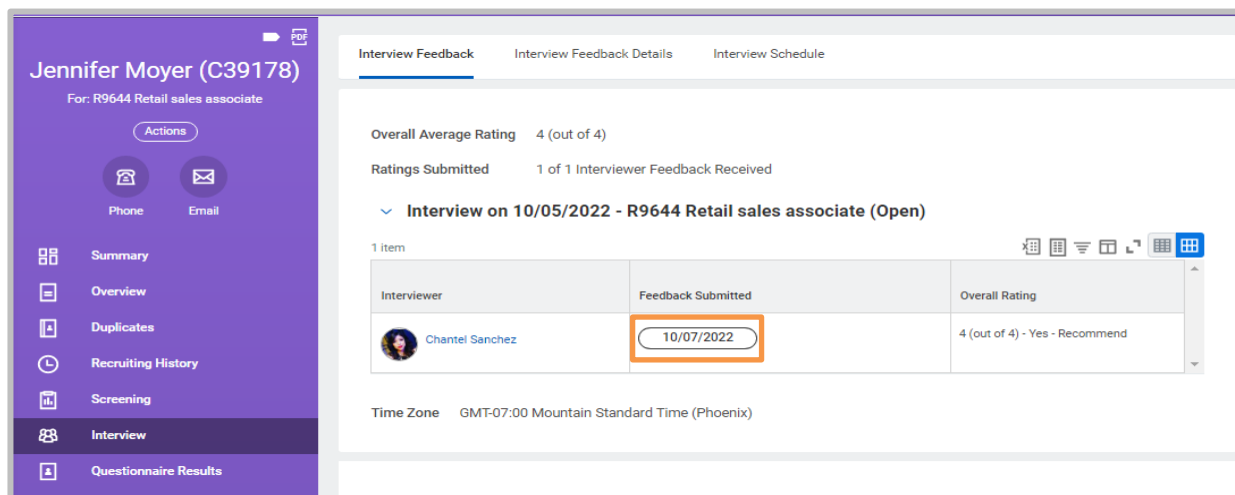 PDF
Jennifer Moyer (C39178)
For: R9644 Retail sales associate
Actions
Phone
Email
Summary
Overview
Duplicates
Recruiting History
Screening
Interview
Questionnaire Results
Interview Feedback
Interview Feedback Details
Interview Schedule
Overall Average Rating 4 (out of 4)
Ratings Submitted 1 of 1 Interviewer Feedback Received
Interview on 10/05/2022 - R9644 Retail sales associate (Open)
1 item
Interviewer
Feedback Submitted
Overall Rating
Chantel Sanchez
10/07/2022
4 (out of 4) - Yes - Recommend
Time Zone GMT-07:00 Mountain Standard Time (Phoenix)